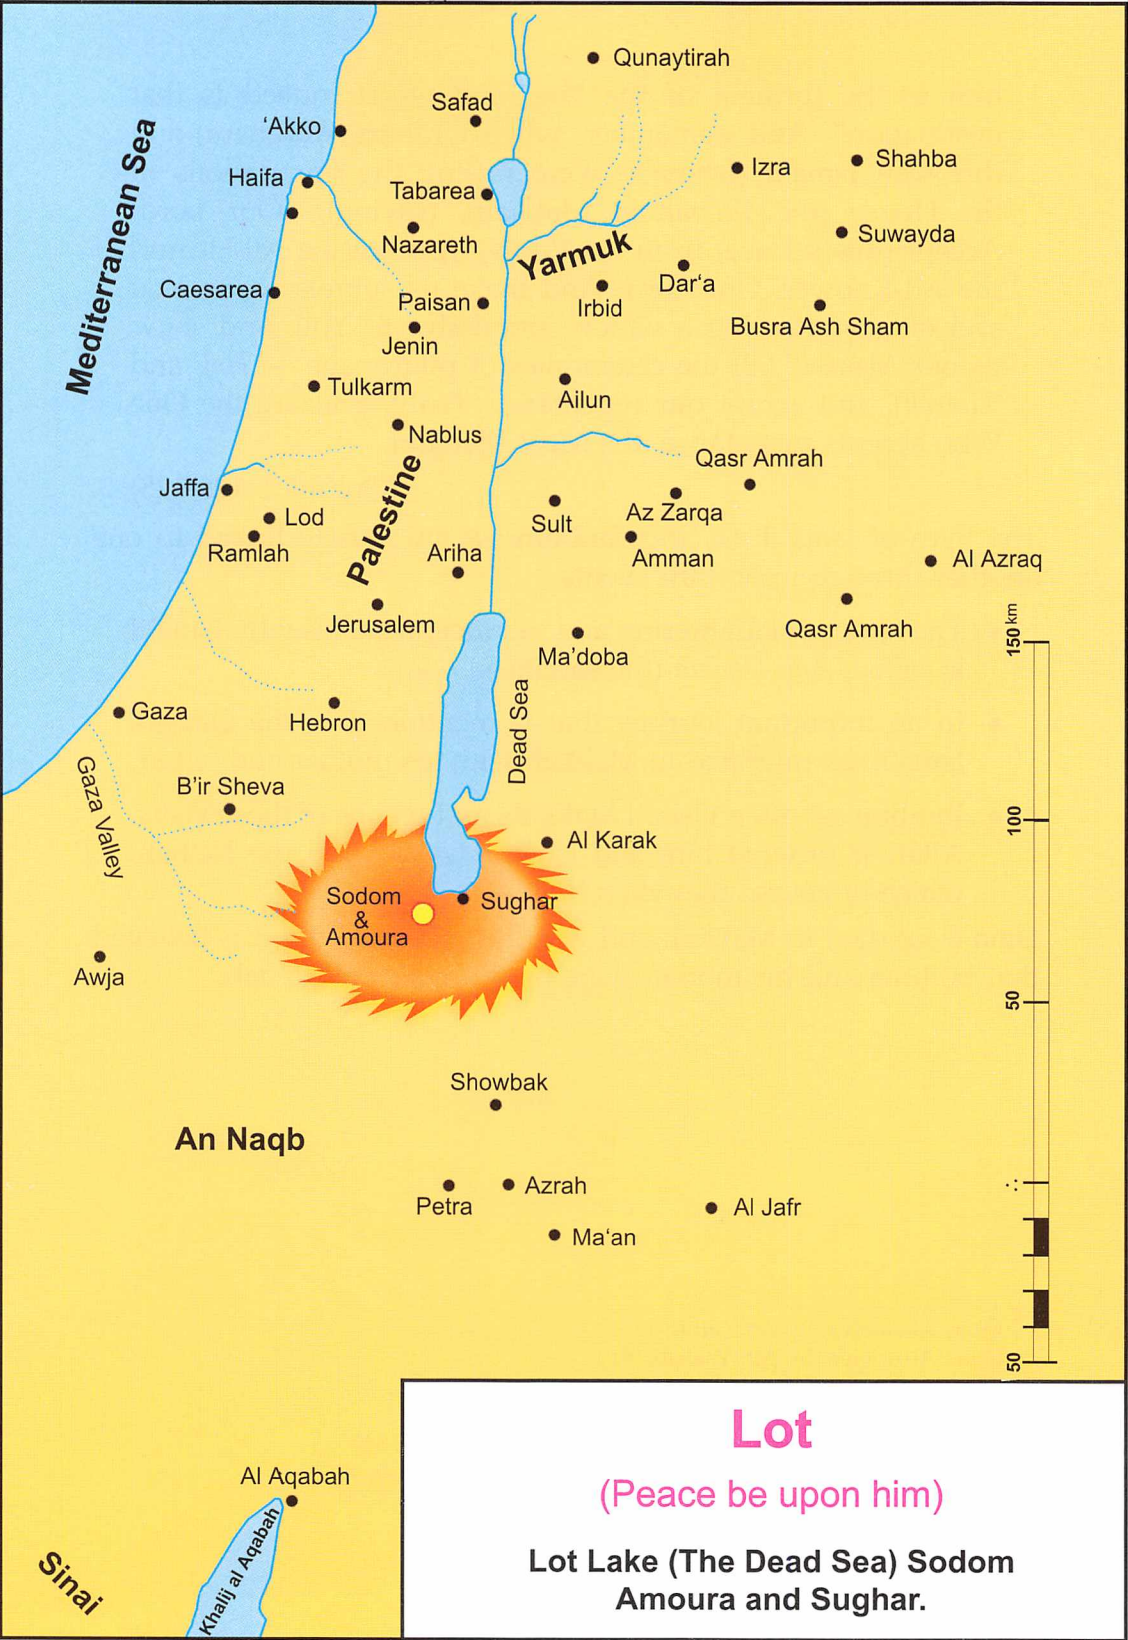 Qunaytirah
Safad
‘Akko
Mediterranean Sea
Izra
Shahba
Haifa
Tabarea
Nazareth
Yarmuk
Suwayda
Caesarea
Paisan
Irbid
Dar‘a
Busra Ash Sham
Jenin
Tulkarm
Ailun
Nablus
Qasr Amrah
Jaffa
Lod
Palestine
Sult
Az Zarqa
Ramlah
Ariha
Amman
Al Azraq
Jerusalem
Qasr Amrah
Ma’doba
150 km
Gaza
Hebron
Dead Sea
Gaza Valley
B’ir Sheva
100
Al Karak
Sodom
&
Amoura
Sughar
Awja
50
Showbak
An Naqb
Petra
Azrah
Al Jafr
Ma‘an
50
Al Aqabah
Khalij al Aqabah
Sinai
Lot
(Peace be upon him)
Lot Lake (The Dead Sea) Sodom
Amoura and Sughar.